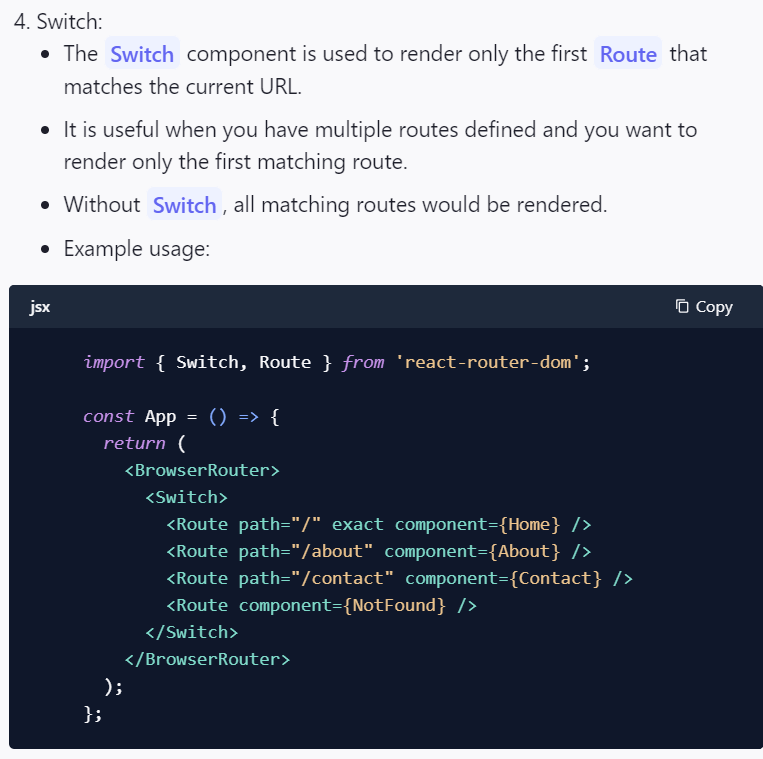 4. Switch:
• The Switch component is used to render only the first Route that
matches the current URL.
• It is useful when you have multiple routes defined and you want to
render only the first matching route.
• Without Switch, all matching routes would be rendered.
• Example usage:
jsx Copy
import { Switch, Route } from 'react-router-dom';
const App = () => {
  return (
    <BrowserRouter>
      <Switch>
        <Route path="/" exact component={Home} />
        <Route path="/about" component={About} />
        <Route path="/contact" component={Contact} />
        <Route component={NotFound} />
      </Switch>
    </BrowserRouter>
  );
};